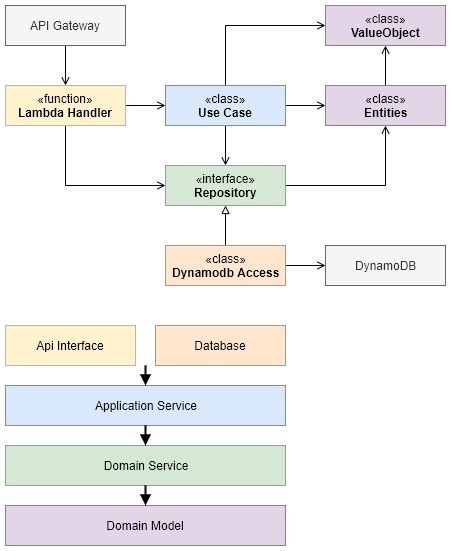 API Gateway
«class»
ValueObject
«function»
Lambda Handler
«class»
Use Case
«class»
Entities
«interface»
Repository
«class»
Dynamodb Access
DynamoDB
Api Interface
Database
Application Service
Domain Service
Domain Model